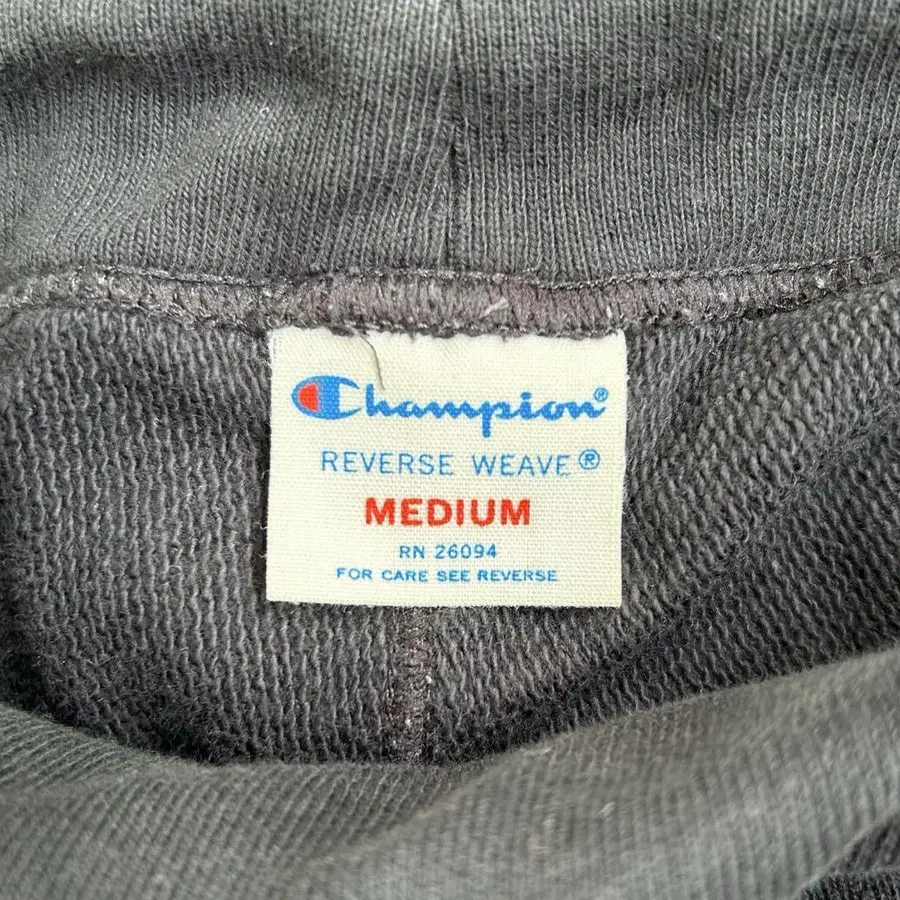 Champion®
REVERSE WEAVE®
MEDIUM
RN 26094
FOR CARE SEE REVERSE